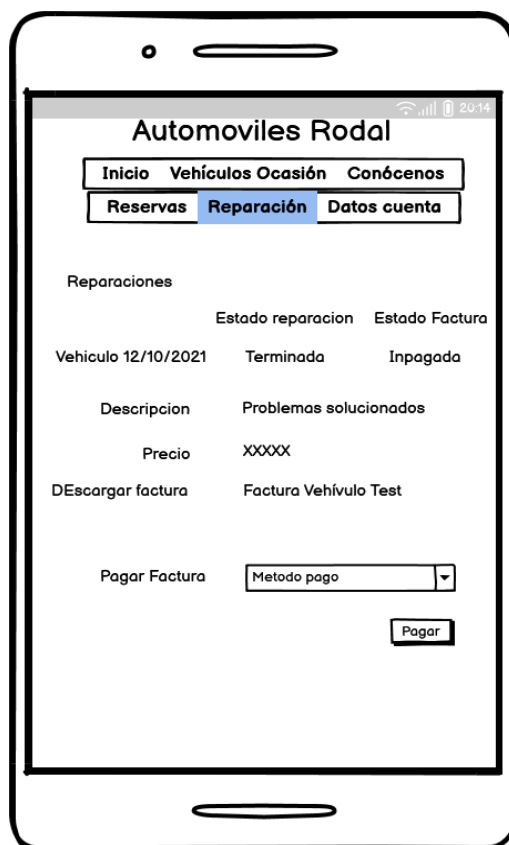 20:14
Automoviles Rodal
Inicio Vehículos Ocasión Conócenos
Reservas Reparación Datos cuenta
Reparaciones
Estado reparacion Estado Factura
Vehiculo 12/10/2021 Terminada Inpagada
Descripcion Problemas solucionados
Precio XXXXX
DEscargar factura Factura Vehívulo Test
Pagar Factura Metodo pago
Pagar